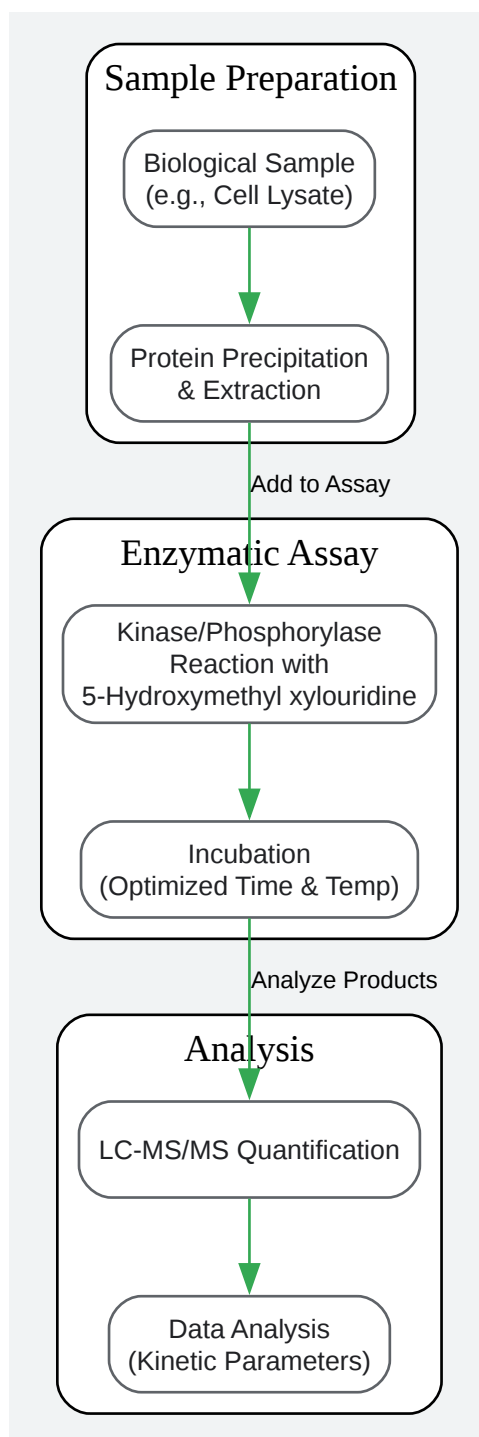 Sample Preparation
Biological Sample
(e.g., Cell Lysate)
Protein Precipitation
& Extraction
Add to Assay
Enzymatic Assay
Kinase/Phosphorylase
Reaction with
5-Hydroxymethyl xylouridine
Incubation
(Optimized Time & Temp)
Analyze Products
Analysis
LC-MS/MS Quantification
Data Analysis
(Kinetic Parameters)